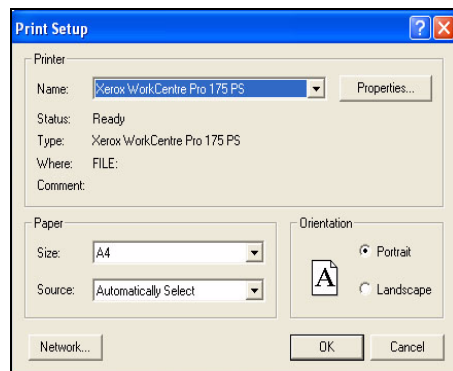 Print Setup
Printer
Name: Xerox WorkCentre Pro 175 PS Properties...
Status: Ready
Type: Xerox WorkCentre Pro 175 PS
Where: FILE:
Comment:
Paper
Size: A4
Source: Automatically Select
Orientation
A
Portrait
Landscape
Network... OK Cancel